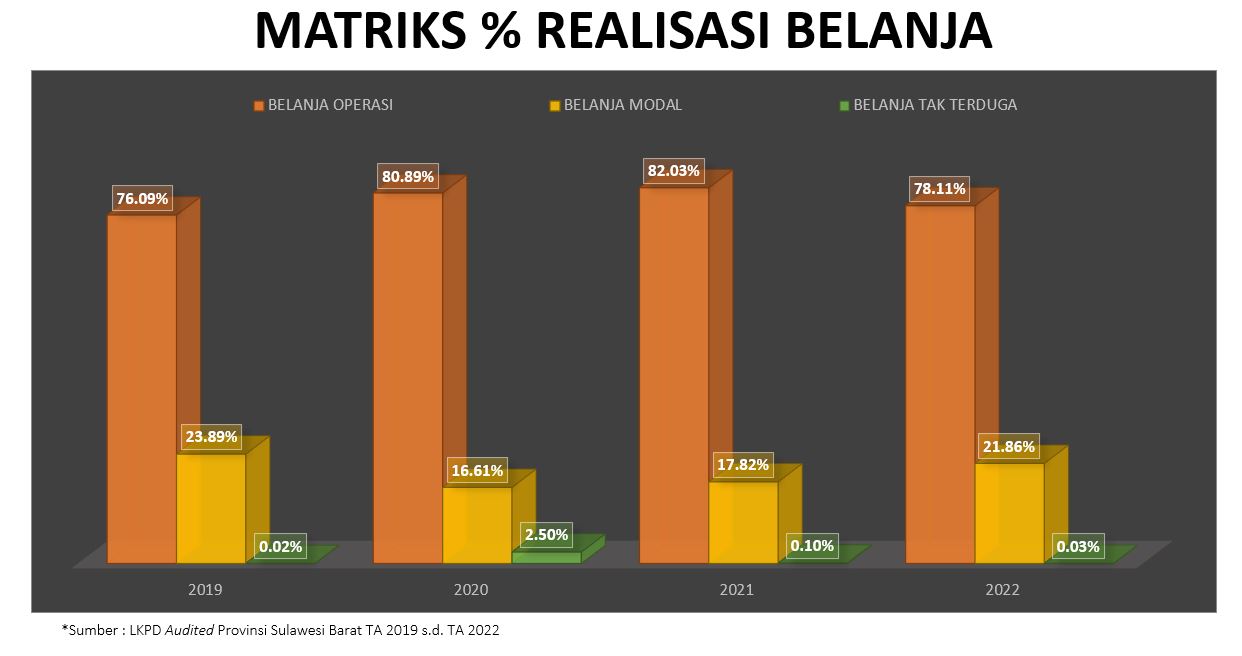 MATRIKS % REALISASI BELANJA
BELANJA OPERASI BELANJA MODAL BELANJA TAK TERDUGA
76.09% 23.89% 0.02%
80.89% 16.61% 2.50%
82.03% 17.82% 0.10%
78.11% 21.86% 0.03%
2019 2020 2021 2022
*Sumber : LKPD Audited Provinsi Sulawesi Barat TA 2019 s.d. TA 2022